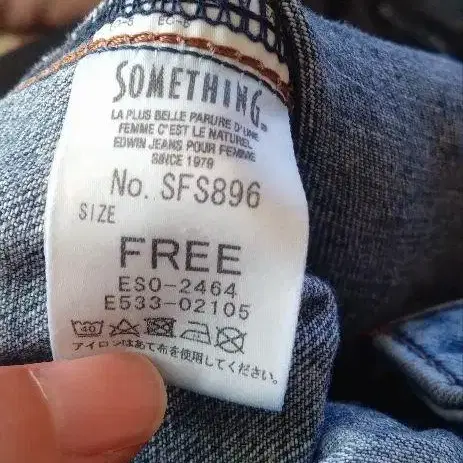 SOMETHING®
LA PLUS BELLE PARURE D'UNE
FEMME C'EST LE NATUREL
EDWIN JEANS POUR FEMME
SINCE 1979
No. SFS896
SIZE
FREE
ESO-2464
E533-02105
40
アイロンはあて布を使用してください。